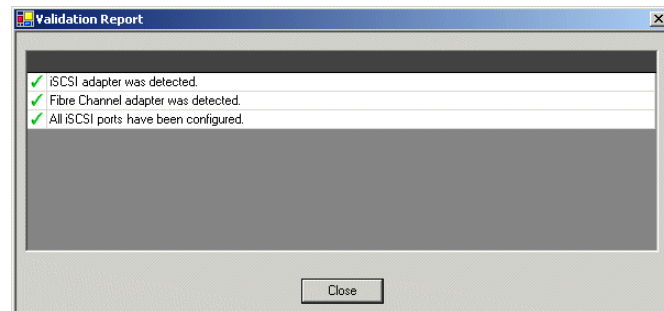 Validation Report
iSCSI adapter was detected.
Fibre Channel adapter was detected.
All iSCSI ports have been configured.
Close